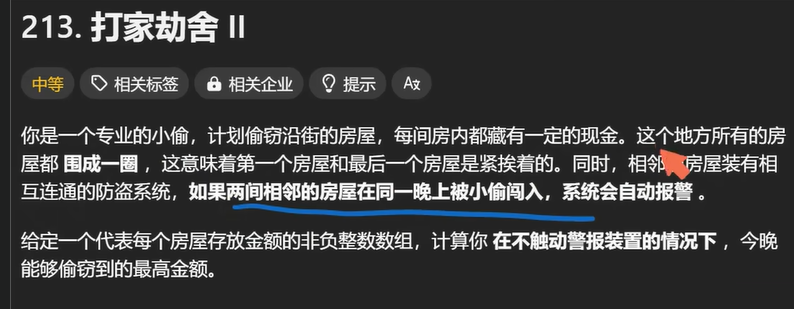 213. 打家劫舍 II
中等 相关标签 相关企业 提示 Aあ
你是一个专业的小偷，计划偷窃沿街的房屋，每间房内都藏有一定的现金。这个地方所有的房
屋都 围成一圈 ，这意味着第一个房屋和最后一个房屋是紧挨着的。同时，相邻房屋装有相
互连通的防盗系统，如果两间相邻的房屋在同一晚上被小偷闯入，系统会自动报警 。
给定一个代表每个房屋存放金额的非负整数数组，计算你 在不触动警报装置的情况下 ，今晚
能够偷窃到的最高金额。